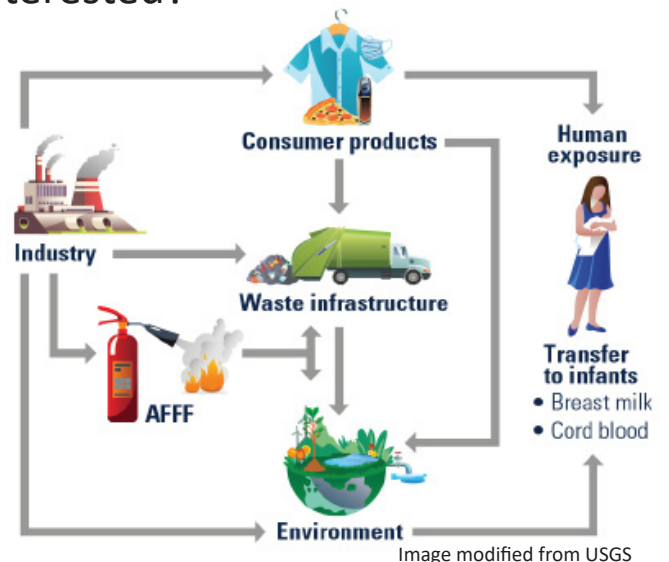 Consumer products
Human
exposure
Industry
Waste infrastructure
AFFF
Transfer
to infants
• Breast milk
• Cord blood
Environment
Image modified from USGS